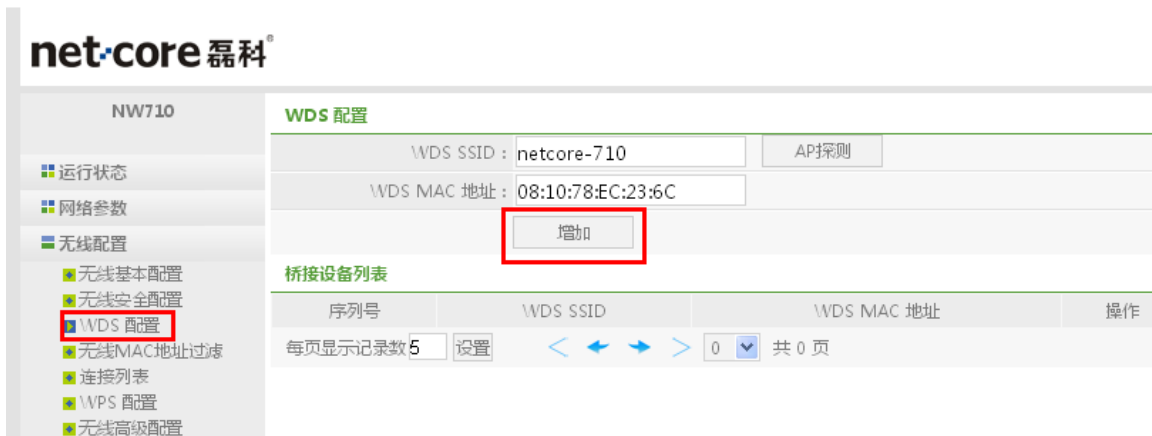 net·core 磊科®
NW710
运行状态
网络参数
无线配置
无线基本配置
无线安全配置
WDS 配置
无线MAC地址过滤
连接列表
WPS 配置
无线高级配置
WDS 配置
WDS SSID : netcore-710 AP探测
WDS MAC 地址 : 08:10:78:EC:23:6C
增加
桥接设备列表
序列号 WDS SSID WDS MAC 地址 操作
每页显示记录数 5 设置 0 共 0 页